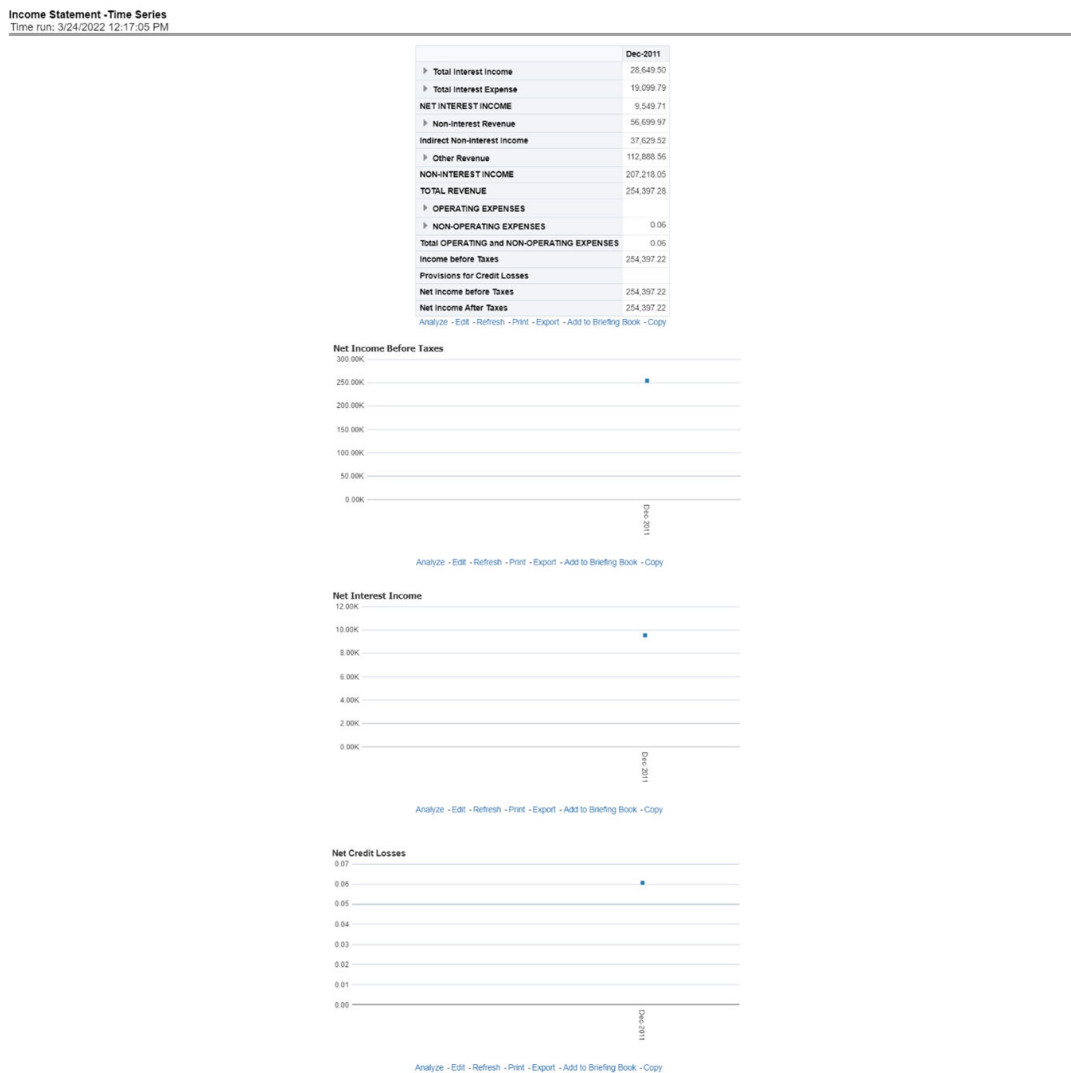 Income Statement -Time Series
Time run: 3/24/2022 12:17:05 PM
Dec-2011
Total Interest Income 28,649.50
Total Interest Expense 19,099.79
NET INTEREST INCOME 9,549.71
Non-Interest Revenue 56,699.97
Indirect Non-interest Income 37,629.52
Other Revenue 112,888.56
NON-INTEREST INCOME 207,218.05
TOTAL REVENUE 254,397.28
OPERATING EXPENSES
NON-OPERATING EXPENSES 0.06
Total OPERATING and NON-OPERATING EXPENSES 0.06
Income before Taxes 254,397.22
Provisions for Credit Losses
Net Income before Taxes 254,397.22
Net Income After Taxes 254,397.22
Analyze - Edit - Refresh - Print - Export - Add to Briefing Book - Copy
Net Income Before Taxes
300.00K
250.00K
200.00K
150.00K
100.00K
50.00K
0.00K
Dec-2011
Analyze - Edit - Refresh - Print - Export - Add to Briefing Book - Copy
Net Interest Income
12.00K
10.00K
8.00K
6.00K
4.00K
2.00K
0.00K
Dec-2011
Analyze - Edit - Refresh - Print - Export - Add to Briefing Book - Copy
Net Credit Losses
0.07
0.06
0.05
0.04
0.03
0.02
0.01
0.00
Dec-2011
Analyze - Edit - Refresh - Print - Export - Add to Briefing Book - Copy